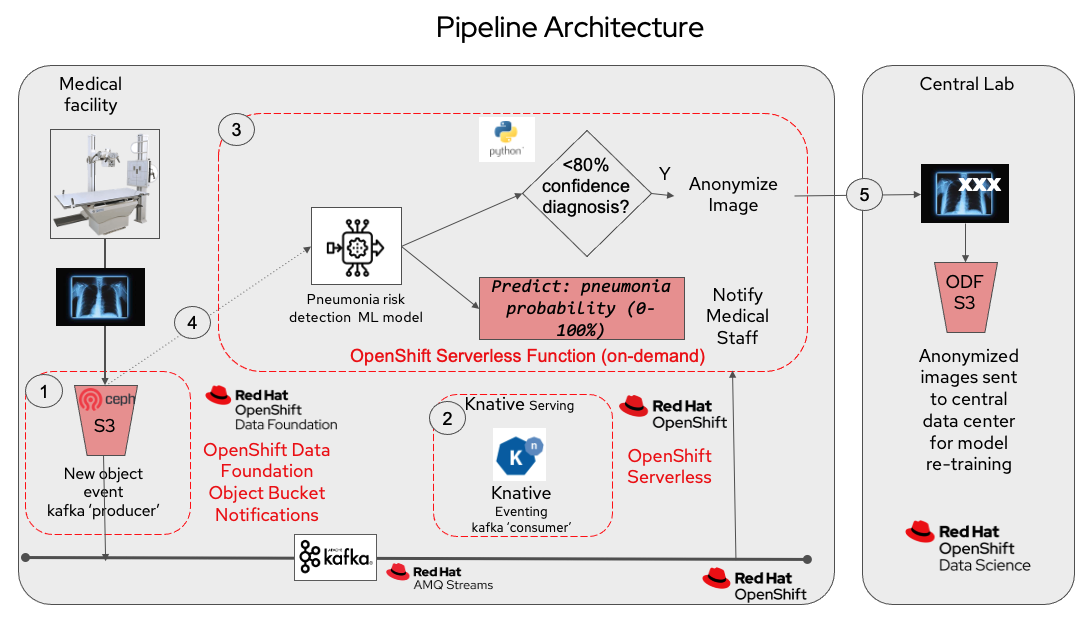 Pipeline Architecture
Medical
facility
3
python
<80%
confidence
diagnosis?
Y
Anonymize
Image
5
Central Lab
xxx
ODF
S3
Anonymized
images sent
to central
data center
for model
re-training
Red Hat
OpenShift
Data Science
Pneumonia risk
detection ML model
Predict: pneumonia
probability (0-
100%)
Notify
Medical
Staff
OpenShift Serverless Function (on-demand)
4
1
ceph
S3
New object
event
kafka ‘producer’
Red Hat
OpenShift
Data Foundation
OpenShift Data
Foundation
Object Bucket
Notifications
2
Knative Serving
K
n
Knative
Eventing
kafka ‘consumer’
Red Hat
OpenShift
OpenShift
Serverless
kafka®
Red Hat
AMQ Streams
Red Hat
OpenShift